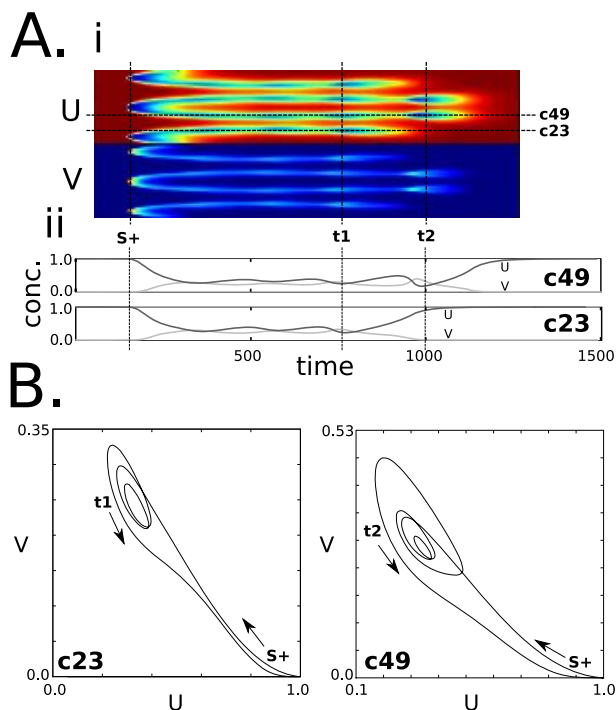 A.
i
U
V
c49
c23
S+ t1 t2
ii
conc.
1.0
0.0
U
V
c49
1.0
0.0
U
V
c23
500 1000 1500
time
B.
0.35
V
0.0
t1
S+
c23
0.0 1.0
U
0.53
V
0.0
t2
S+
c49
0.1 1.0
U